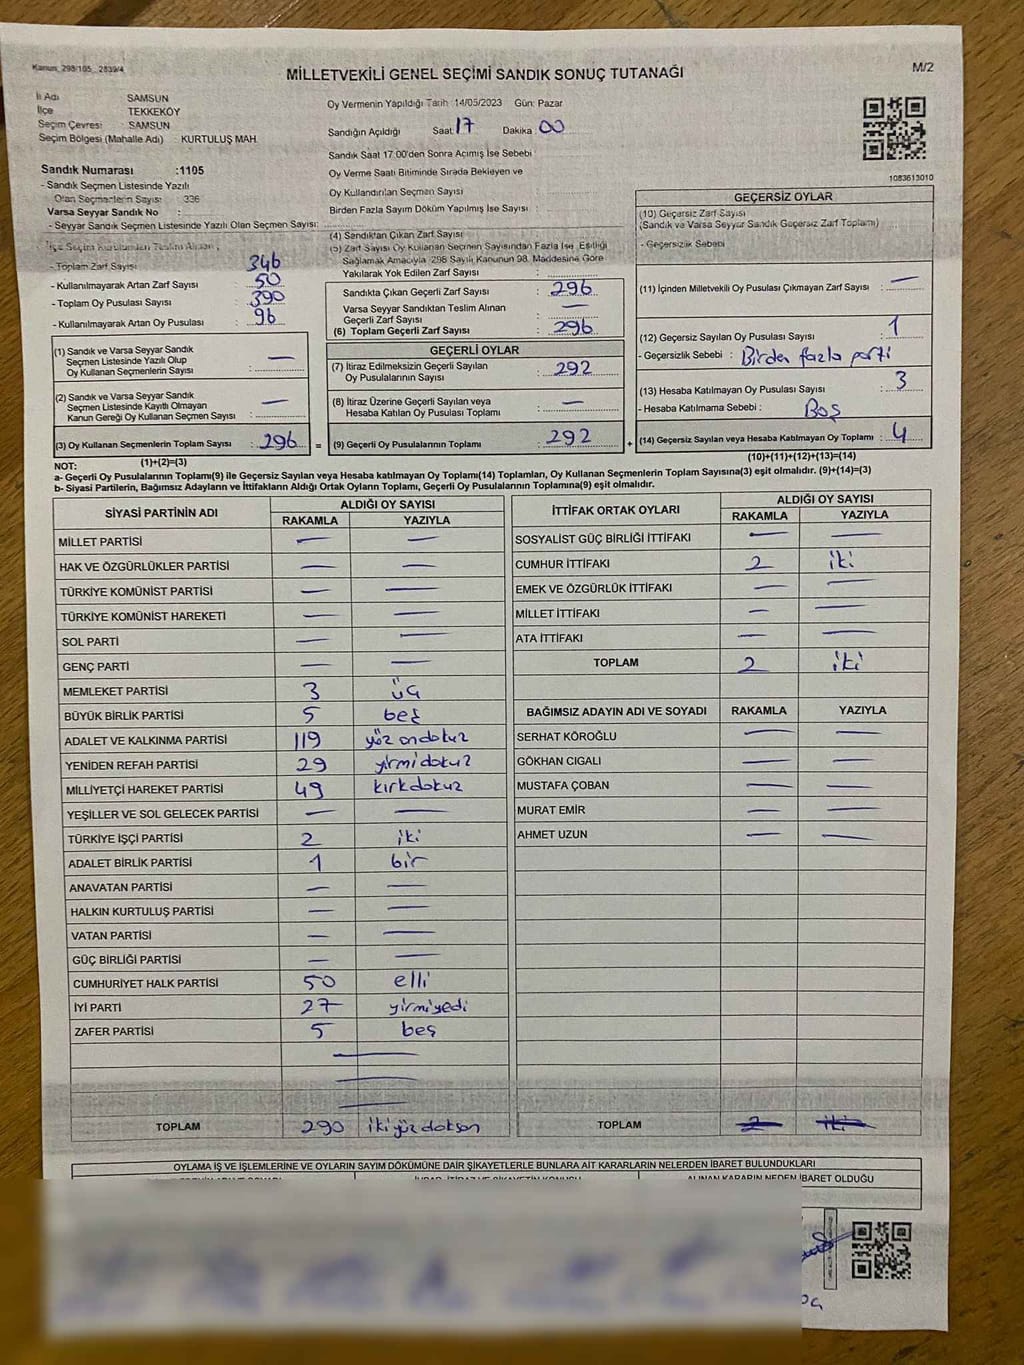 Kanun_298/105_2839/4
MİLLETVEKİLİ GENEL SEÇİMİ SANDIK SONUÇ TUTANAĞI
M/2
İl Adı SAMSUN
İlçe TEKKEKÖY
Seçim Çevresi : SAMSUN
Seçim Bölgesi (Mahalle Adı) : KURTULUŞ MAH.
Oy Vermenin Yapıldığı Tarih :14/05/2023 Gün: Pazar
Sandığın Açıldığı Saat: 17 Dakika: 00
Sandık Saat 17:00'den Sonra Açımış İse Sebebi :
Oy Verme Saati Bitiminde Sırada Bekleyen ve
Oy Kullandırılan Seçmen Sayısı :
Birden Fazla Sayım Döküm Yapılmış İse Sayısı :
1083613010
Sandık Numarası :1105
- Sandık Seçmen Listesinde Yazılı
Olan Seçmenlerin Sayısı : 336
Varsa Seyyar Sandık No :
- Seyyar Sandık Seçmen Listesinde Yazılı Olan Seçmen Sayısı:
İlçe Seçim Kurulundan Teslim Alınan ;
- Toplam Zarf Sayısı : 346
- Kullanılmayarak Artan Zarf Sayısı : 50
- Toplam Oy Pusulası Sayısı : 390
- Kullanılmayarak Artan Oy Pusulası : 96
(4) Sandıktan Çıkan Zarf Sayısı
(5) Zarf Sayısı Oy Kullanan Seçmen Sayısından Fazla İse, Eşitliği
Sağlamak Amacıyla 298 Sayılı Kanunun 98. Maddesine Göre
Yakılarak Yok Edilen Zarf Sayısı :
Sandıkta Çıkan Geçerli Zarf Sayısı : 296
Varsa Seyyar Sandıktan Teslim Alınan
Geçerli Zarf Sayısı : —
(6) Toplam Geçerli Zarf Sayısı : 296
GEÇERSİZ OYLAR
(10) Geçersiz Zarf Sayısı
(Sandık ve Varsa Seyyar Sandık Geçersiz Zarf Toplamı)
- Geçersizlik Sebebi
(11) İçinden Milletvekili Oy Pusulası Çıkmayan Zarf Sayısı : —
(12) Geçersiz Sayılan Oy Pusulası Sayısı : 1
- Geçersizlik Sebebi : Birden fazla parti
(13) Hesaba Katılmayan Oy Pusulası Sayısı : 3
- Hesaba Katılmama Sebebi : Boş
(14) Geçersiz Sayılan veya Hesaba Katılmayan Oy Toplamı : 4
(1) Sandık ve Varsa Seyyar Sandık
Seçmen Listesinde Yazılı Olup
Oy Kullanan Seçmenlerin Sayısı : —
(2) Sandık ve Varsa Seyyar Sandık
Seçmen Listesinde Kayıtlı Olmayan
Kanun Gereği Oy Kullanan Seçmen Sayısı : —
(3) Oy Kullanan Seçmenlerin Toplam Sayısı : 296 =
GEÇERLİ OYLAR
(7) İtiraz Edilmeksizin Geçerli Sayılan
Oy Pusulalarının Sayısı : 292
(8) İtiraz Üzerine Geçerli Sayılan veya
Hesaba Katılan Oy Pusulası Toplamı : —
(9) Geçerli Oy Pusulalarının Toplamı : 292 +
NOT: (1)+(2)=(3)
(10)+(11)+(12)+(13)=(14)
a- Geçerli Oy Pusulalarının Toplamı(9) ile Geçersiz Sayılan veya Hesaba katılmayan Oy Toplamı(14) Toplamları, Oy Kullanan Seçmenlerin Toplam Sayısına(3) eşit olmalıdır. (9)+(14)=(3)
b- Siyasi Partilerin, Bağımsız Adayların ve İttifakların Aldığı Ortak Oyların Toplamı, Geçerli Oy Pusulalarının Toplamına(9) eşit olmalıdır.
SİYASİ PARTİNİN ADI ALDIĞI OY SAYISI
RAKAMLA YAZIYLA
MİLLET PARTİSİ — —
HAK VE ÖZGÜRLÜKLER PARTİSİ — —
TÜRKİYE KOMÜNİST PARTİSİ — —
TÜRKİYE KOMÜNİST HAREKETİ — —
SOL PARTİ — —
GENÇ PARTİ — —
MEMLEKET PARTİSİ 3 üç
BÜYÜK BİRLİK PARTİSİ 5 beş
ADALET VE KALKINMA PARTİSİ 119 yüz ondokuz
YENİDEN REFAH PARTİSİ 29 yirmidokuz
MİLLİYETÇİ HAREKET PARTİSİ 49 kırkdokuz
YEŞİLLER VE SOL GELECEK PARTİSİ — —
TÜRKİYE İŞÇİ PARTİSİ 2 iki
ADALET BİRLİK PARTİSİ 1 bir
ANAVATAN PARTİSİ — —
HALKIN KURTULUŞ PARTİSİ — —
VATAN PARTİSİ — —
GÜÇ BİRLİĞİ PARTİSİ — —
CUMHURİYET HALK PARTİSİ 50 elli
İYİ PARTİ 27 yirmiyedi
ZAFER PARTİSİ 5 beş
TOPLAM 290 ikiyüz doksan
İTTİFAK ORTAK OYLARI ALDIĞI OY SAYISI
RAKAMLA YAZIYLA
SOSYALİST GÜÇ BİRLİĞİ İTTİFAKI — —
CUMHUR İTTİFAKI 2 iki
EMEK VE ÖZGÜRLÜK İTTİFAKI — —
MİLLET İTTİFAKI — —
ATA İTTİFAKI — —
TOPLAM 2 iki
BAĞIMSIZ ADAYIN ADI VE SOYADI RAKAMLA YAZIYLA
SERHAT KÖROĞLU — —
GÖKHAN CIGALI — —
MUSTAFA ÇOBAN — —
MURAT EMİR — —
AHMET UZUN — —
TOPLAM 2 iki
OYLAMA İŞ VE İŞLEMLERİNE VE OYLARIN SAYIM DÖKÜMÜNE DAİR ŞİKAYETLERLE BUNLARA AİT KARARLARIN NELERDEN İBARET BULUNDUKLARI
ALINAN KARARIN NEDEN İBARET OLDUĞU